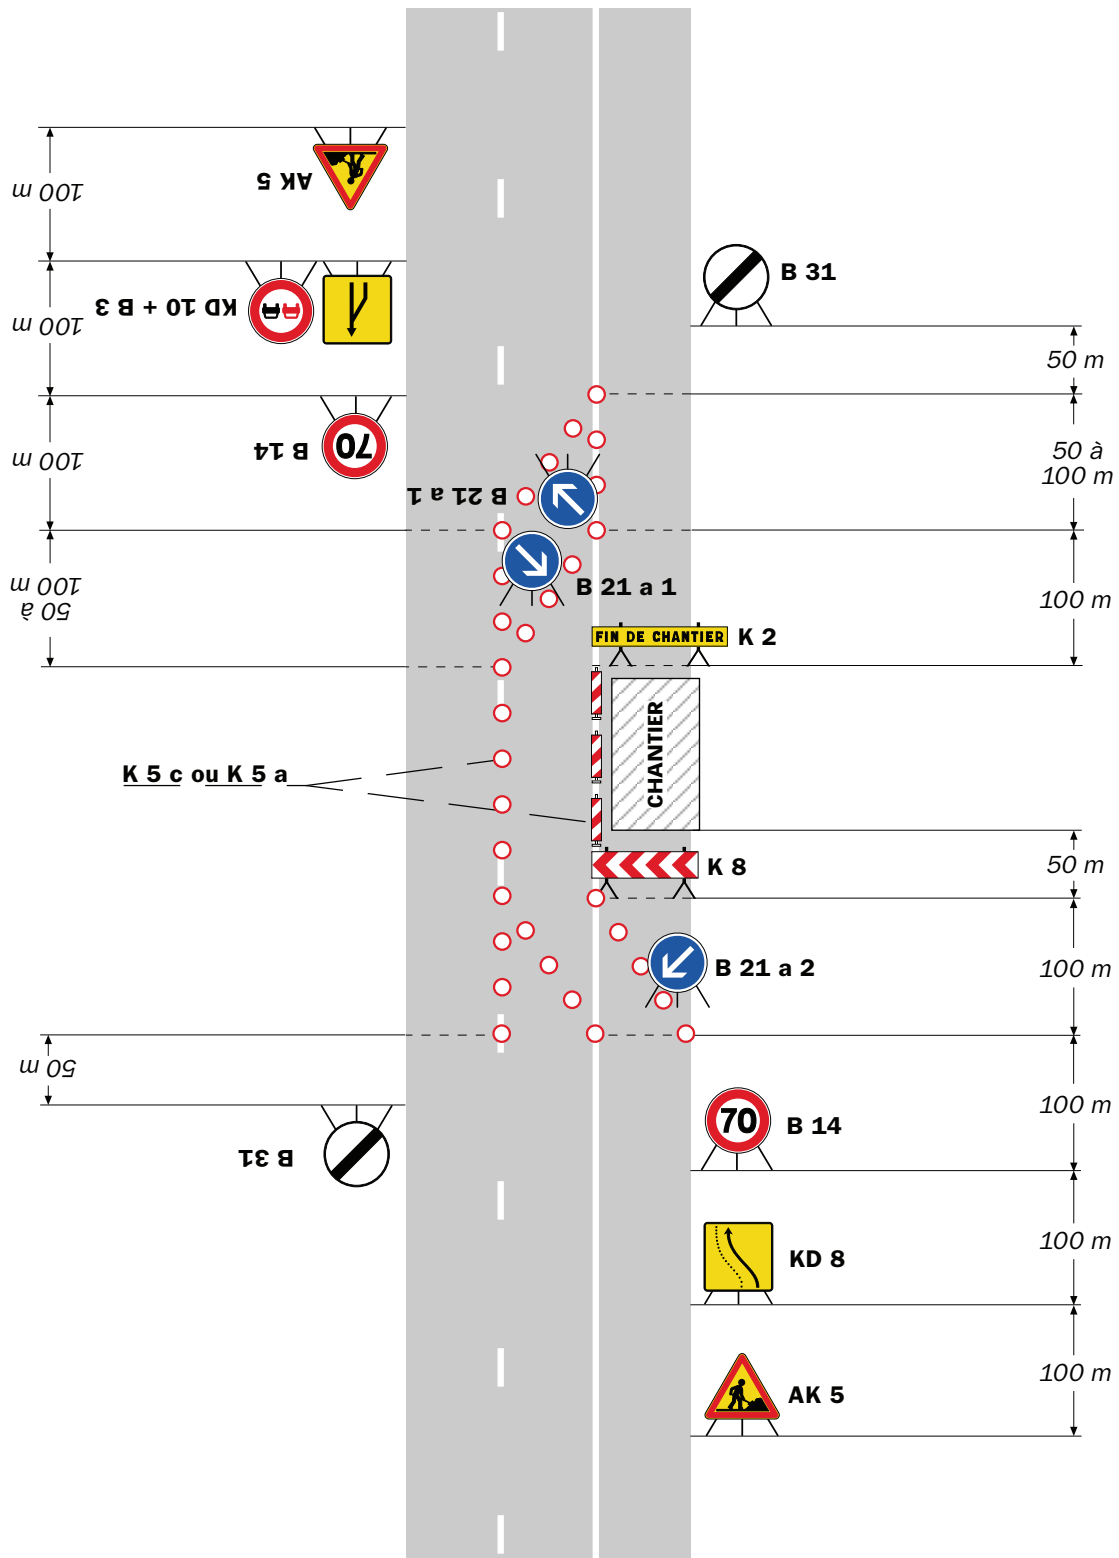 100 m
AK 5
B 31
100 m
KD 10 + B 3
50 m
100 m
70
B 14
50 à
100 m
B 21 a 1
50 à
100 m
B 21 a 1
100 m
FIN DE CHANTIER
K 2
CHANTIER
K 5 c ou K 5 a
K 8
50 m
B 21 a 2
100 m
50 m
B 31
70
B 14
100 m
KD 8
100 m
AK 5
100 m